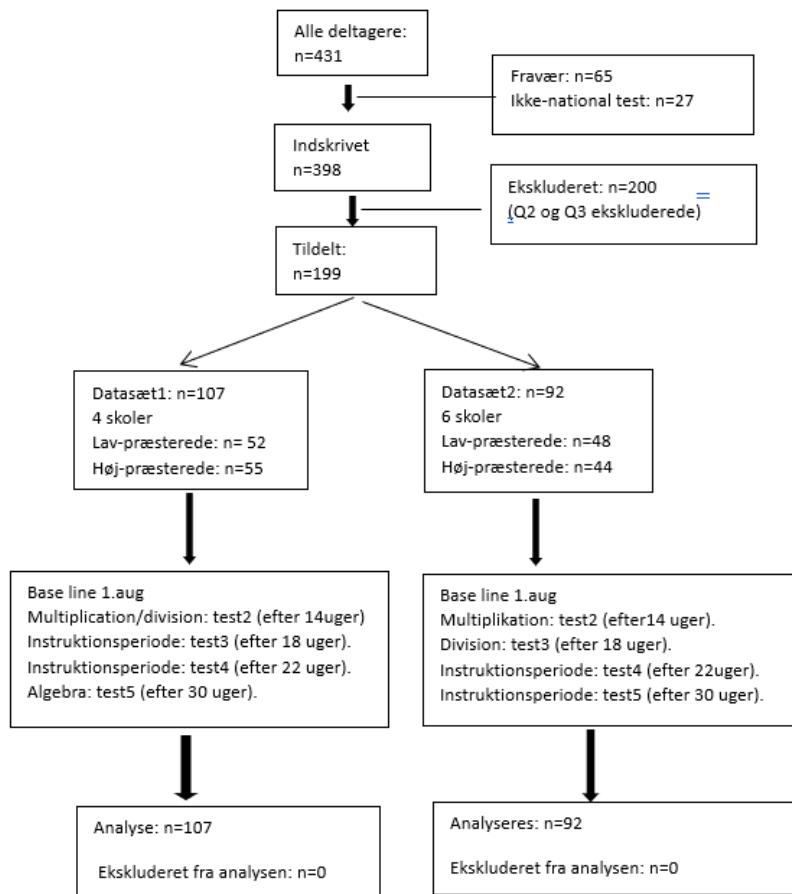 Alle deltagere:
n=431
Fravær: n=65
Ikke-national test: n=27
Indskrivet
n=398
Ekskluderet: n=200
(Q2 og Q3 ekskluderede)
Tildelt:
n=199
Datasæt1: n=107
4 skoler
Lav-præsterede: n= 52
Høj-præsterede: n=55
Datasæt2: n=92
6 skoler
Lav-præsterede: n=48
Høj-præsterede: n=44
Base line 1.aug
Multiplication/division: test2 (efter 14uger)
Instruktionsperiode: test3 (efter 18 uger).
Instruktionsperiode: test4 (efter 22 uger).
Algebra: test5 (efter 30 uger).
Base line 1.aug
Multiplikation: test2 (efter14 uger).
Division: test3 (efter 18 uger).
Instruktionsperiode: test4 (efter 22uger).
Instruktionsperiode: test5 (efter 30 uger).
Analyse: n=107
Ekskluderet fra analysen: n=0
Analyseres: n=92
Ekskluderet fra analysen: n=0